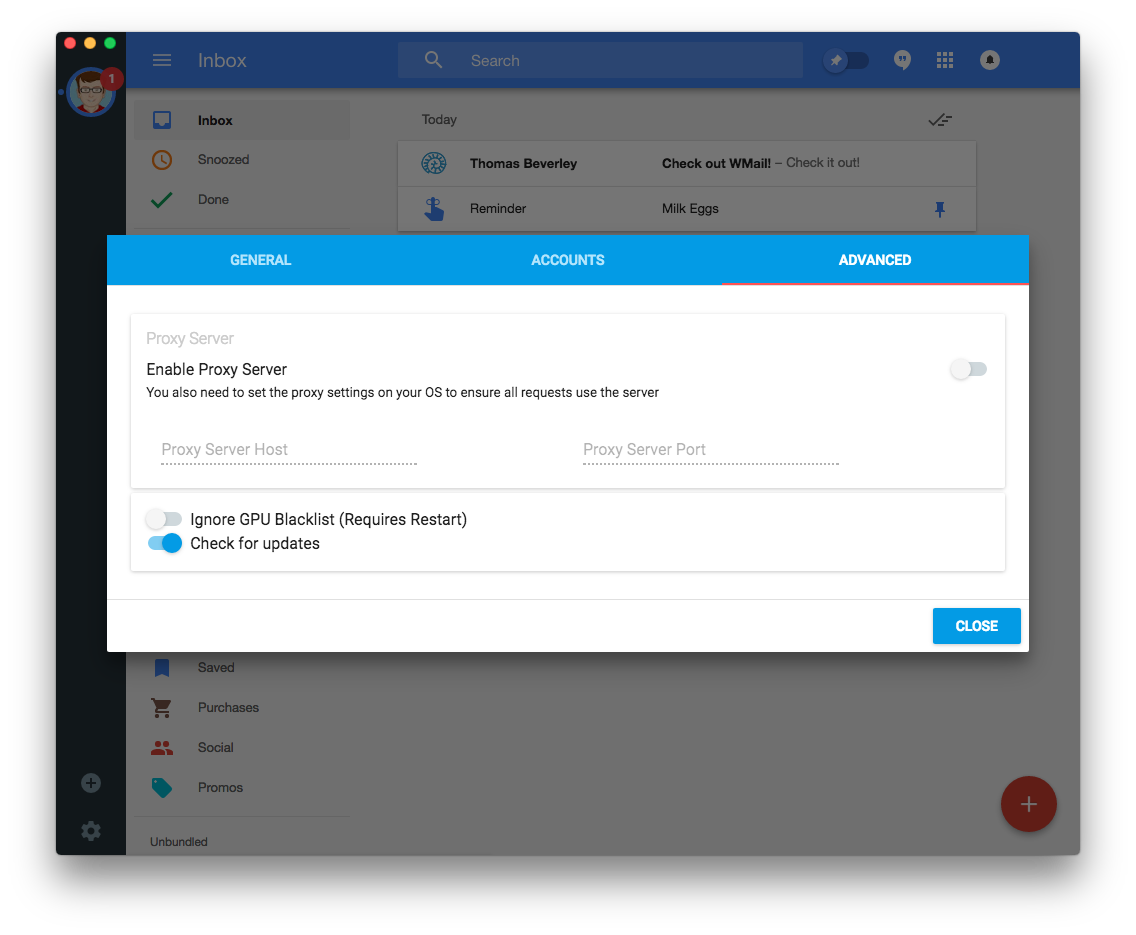 1
Inbox
Search
Inbox
Today
Snoozed
Thomas Beverley Check out WMail! – Check it out!
Done
Reminder Milk Eggs
GENERAL ACCOUNTS ADVANCED
Proxy Server
Enable Proxy Server
You also need to set the proxy settings on your OS to ensure all requests use the server
Proxy Server Host Proxy Server Port
Ignore GPU Blacklist (Requires Restart)
Check for updates
CLOSE
Saved
Purchases
Social
Promos
Unbundled